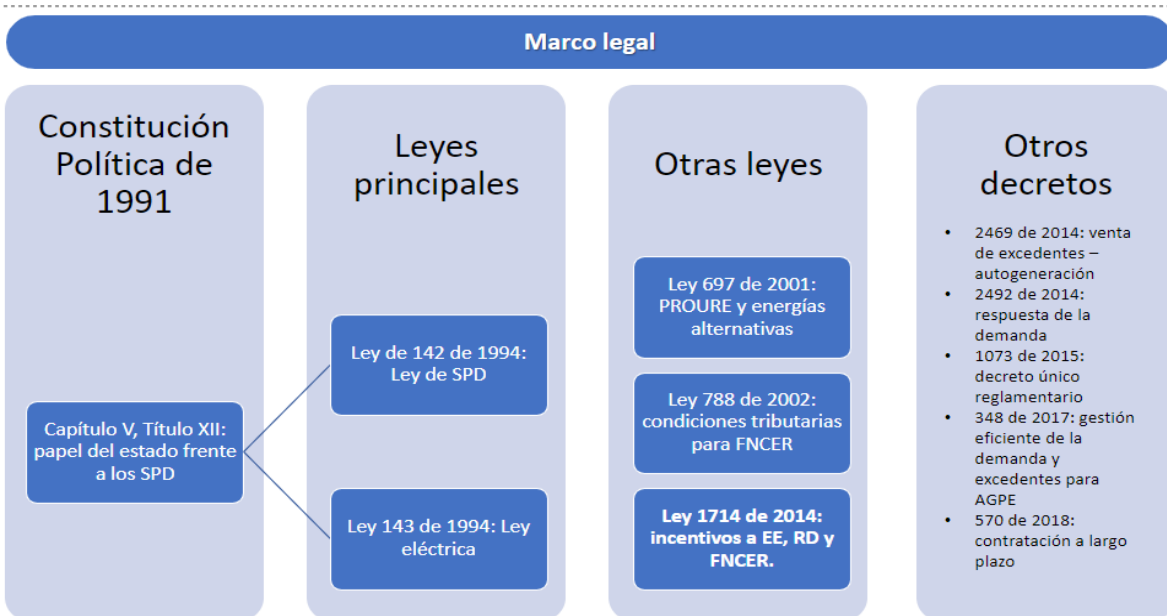 Marco legal
Constitución
Política de
1991
Capítulo V, Título XII:
papel del estado frente
a los SPD
Leyes
principales
Ley de 142 de 1994:
Ley de SPD
Ley 143 de 1994: Ley
eléctrica
Otras leyes
Ley 697 de 2001:
PROURE y energías
alternativas
Ley 788 de 2002:
condiciones tributarias
para FNCER
Ley 1714 de 2014:
incentivos a EE, RD y
FNCER.
Otros
decretos
• 2469 de 2014: venta
de excedentes –
autogeneración
• 2492 de 2014:
respuesta de la
demanda
• 1073 de 2015:
decreto único
reglamentario
• 348 de 2017: gestión
eficiente de la
demanda y
excedentes para
AGPE
• 570 de 2018:
contratación a largo
plazo